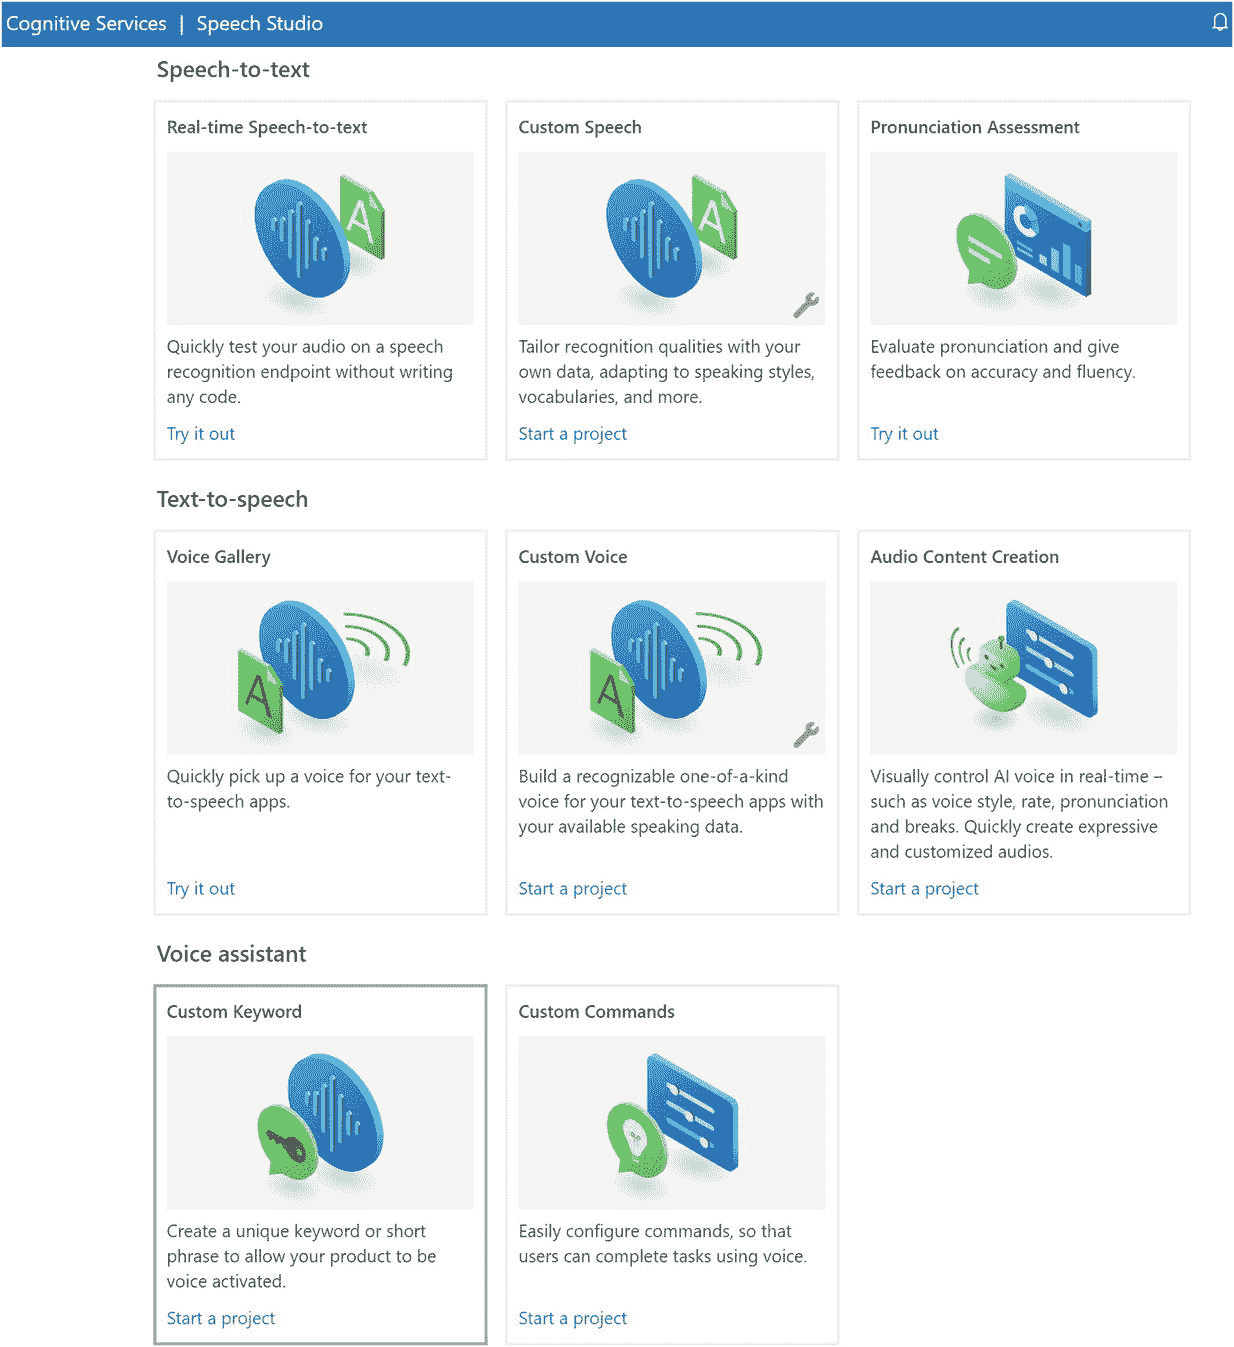 Cognitive Services | Speech Studio
Speech-to-text
Real-time Speech-to-text
A
Quickly test your audio on a speech
recognition endpoint without writing
any code.
Try it out
Custom Speech
A
Tailor recognition qualities with your
own data, adapting to speaking styles,
vocabularies, and more.
Start a project
Pronunciation Assessment
Evaluate pronunciation and give
feedback on accuracy and fluency.
Try it out
Text-to-speech
Voice Gallery
A
Quickly pick up a voice for your text-
to-speech apps.
Try it out
Custom Voice
A
Build a recognizable one-of-a-kind
voice for your text-to-speech apps with
your available speaking data.
Start a project
Audio Content Creation
Visually control AI voice in real-time –
such as voice style, rate, pronunciation
and breaks. Quickly create expressive
and customized audios.
Start a project
Voice assistant
Custom Keyword
Create a unique keyword or short
phrase to allow your product to be
voice activated.
Start a project
Custom Commands
Easily configure commands, so that
users can complete tasks using voice.
Start a project